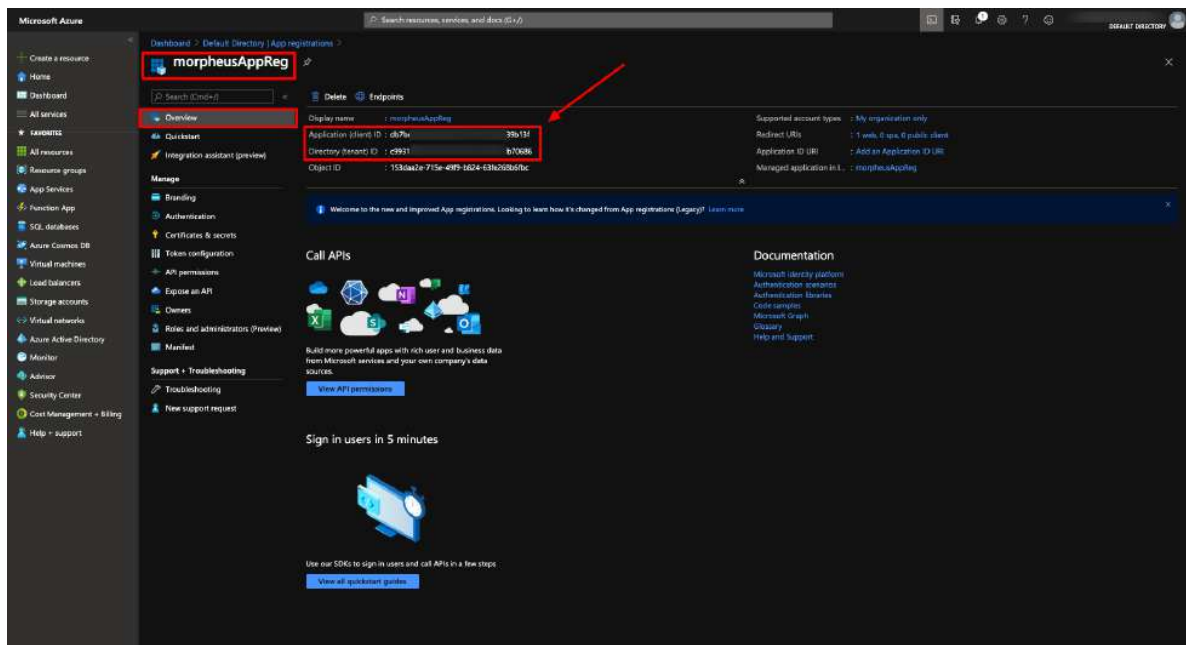 Microsoft Azure
Search resources, services, and docs (G+/)
DEFAULT DIRECTORY
Create a resource
Home
Dashboard
All services
FAVORITES
All resources
Resource groups
App Services
Function App
SQL databases
Azure Cosmos DB
Virtual machines
Load balancers
Storage accounts
Virtual networks
Azure Active Directory
Monitor
Advisor
Security Center
Cost Management + Billing
Help + support
Dashboard > Default Directory | App registrations >
morpheusAppReg
Search (Cmd+/)
Overview
Quickstart
Integration assistant (preview)
Manage
Branding
Authentication
Certificates & secrets
Token configuration
API permissions
Expose an API
Owners
Roles and administrators (Preview)
Manifest
Support + Troubleshooting
Troubleshooting
New support request
Delete
Endpoints
Display name : morpheusAppReg
Application (client) ID :
Directory (tenant) ID : c9931 b70686
Object ID :
Supported account types : My organization only
Redirect URIs : 1 web, 0 spa, 0 public client
Application ID URI : Add an Application ID URI
Managed application in l... : morpheusAppReg
Welcome to the new and improved App registrations. Looking to learn how it's changed from App registrations (Legacy)? Learn more
Call APIs
Build more powerful apps with rich user and business data
from Microsoft services and your own company's data
sources.
View API permissions
Sign in users in 5 minutes
Use our SDKs to sign in users and call APIs in a few steps
View all quickstart guides
Documentation
Microsoft identity platform
Authentication scenarios
Authentication libraries
Code samples
Microsoft Graph
Glossary
Help and Support